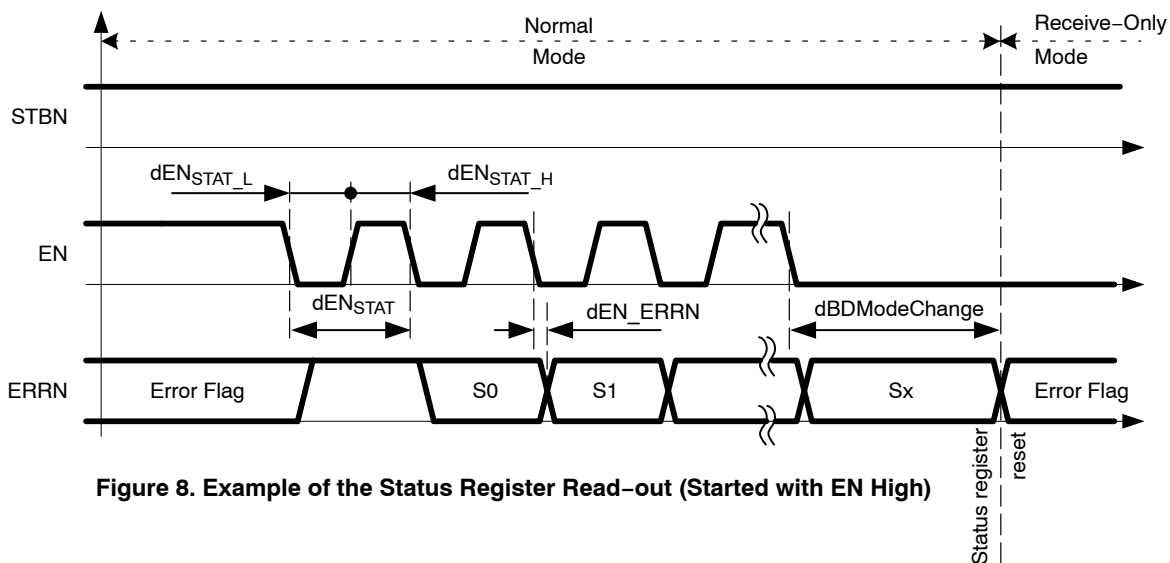 Normal
Mode
Receive−Only
Mode
STBN
dENSTAT_L
dENSTAT_H
EN
dENSTAT
dEN_ERRN
dBDModeChange
ERRN
Error Flag
S0
S1
Sx
Error Flag
Status register
reset
Figure 8. Example of the Status Register Read−out (Started with EN High)